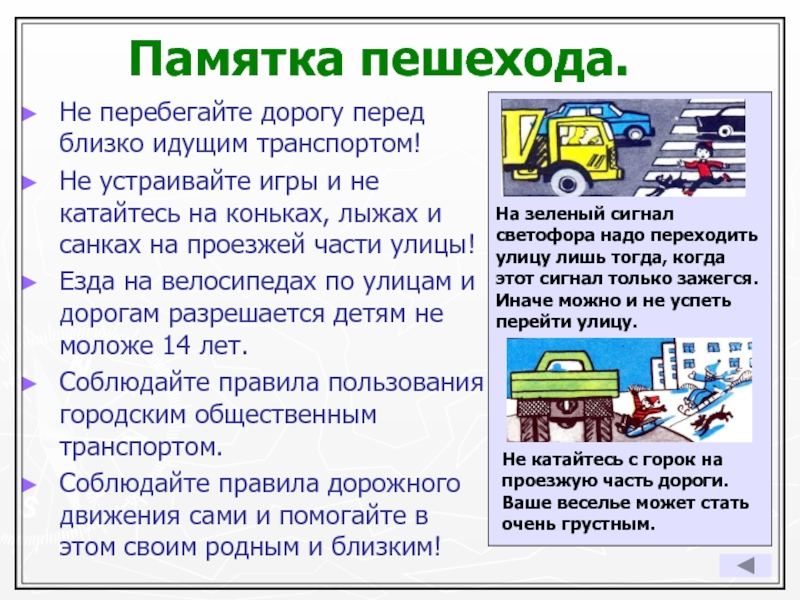 Памятка пешехода.
Не перебегайте дорогу перед
близко идущим транспортом!
Не устраивайте игры и не
катайтесь на коньках, лыжах и
санках на проезжей части улицы!
Езда на велосипедах по улицам и
дорогам разрешается детям не
моложе 14 лет.
Соблюдайте правила пользования
городским общественным
транспортом.
Соблюдайте правила дорожного
движения сами и помогайте в
этом своим родным и близким!
На зеленый сигнал
светофора надо переходить
улицу лишь тогда, когда
этот сигнал только зажегся.
Иначе можно и не успеть
перейти улицу.
Не катайтесь с горок на
проезжую часть дороги.
Ваше веселье может стать
очень грустным.